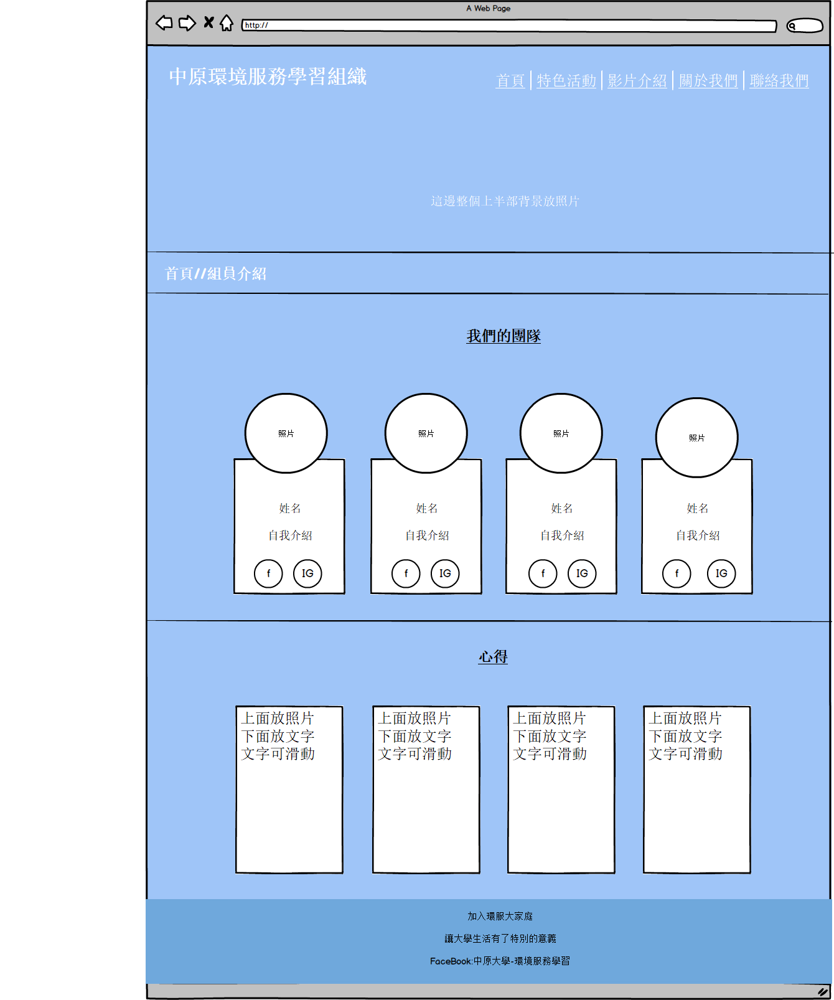 A Web Page
http://
中原環境服務學習組織
首頁 | 特色活動 | 影片介紹 | 關於我們 | 聯絡我們
這邊整個上半部背景放照片
首頁//組員介紹
我們的團隊
照片 照片 照片 照片
姓名 姓名 姓名 姓名
自我介紹 自我介紹 自我介紹 自我介紹
f IG f IG f IG f IG
心得
上面放照片 上面放照片 上面放照片 上面放照片
下面放文字 下面放文字 下面放文字 下面放文字
文字可滑動 文字可滑動 文字可滑動 文字可滑動
加入環服大家庭
讓大學生活有了特別的意義
FaceBook:中原大學-環境服務學習